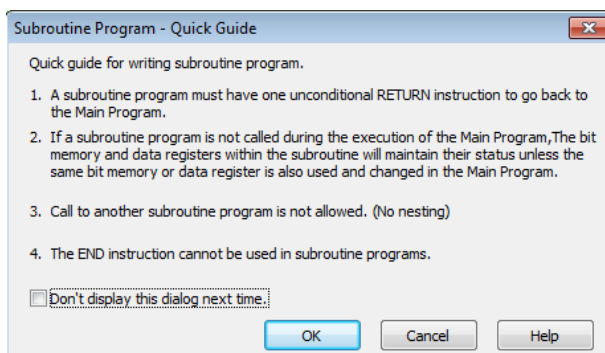 Subroutine Program - Quick Guide
Quick guide for writing subroutine program.
1. A subroutine program must have one unconditional RETURN instruction to go back to
the Main Program.
2. If a subroutine program is not called during the execution of the Main Program,The bit
memory and data registers within the subroutine will maintain their status unless the
same bit memory or data register is also used and changed in the Main Program.
3. Call to another subroutine program is not allowed. (No nesting)
4. The END instruction cannot be used in subroutine programs.
Don't display this dialog next time.
OK Cancel Help